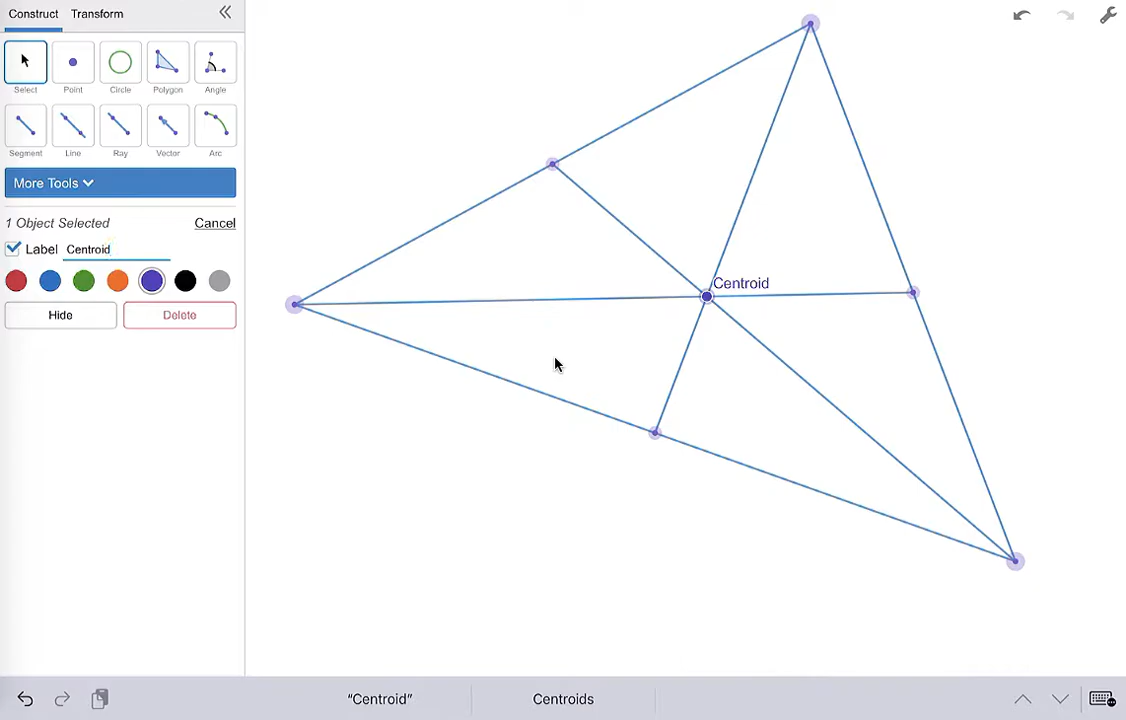 Construct Transform
Select Point Circle Polygon Angle
Segment Line Ray Vector Arc
More Tools
1 Object Selected Cancel
Label Centroid
Hide Delete
Centroid
“Centroid” Centroids